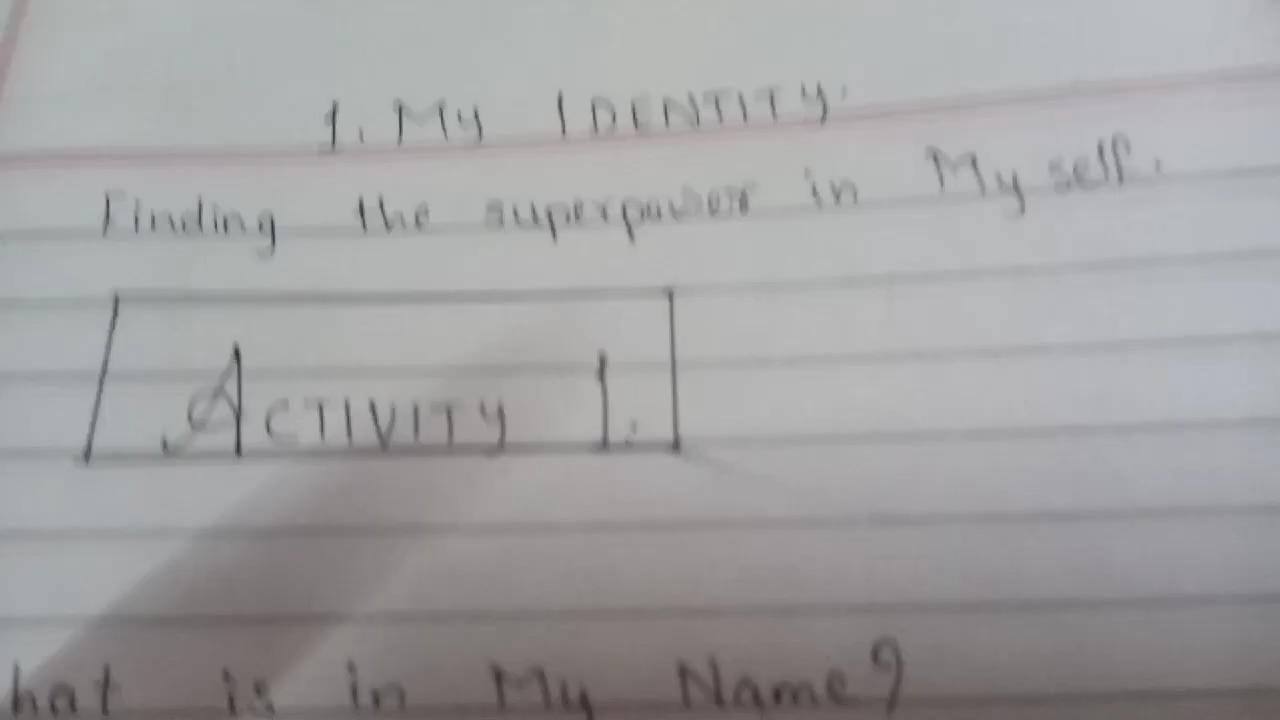 1. My IDENTITY.
Finding the superpower in My self.
ACTIVITY 1.
hat is in My Name?